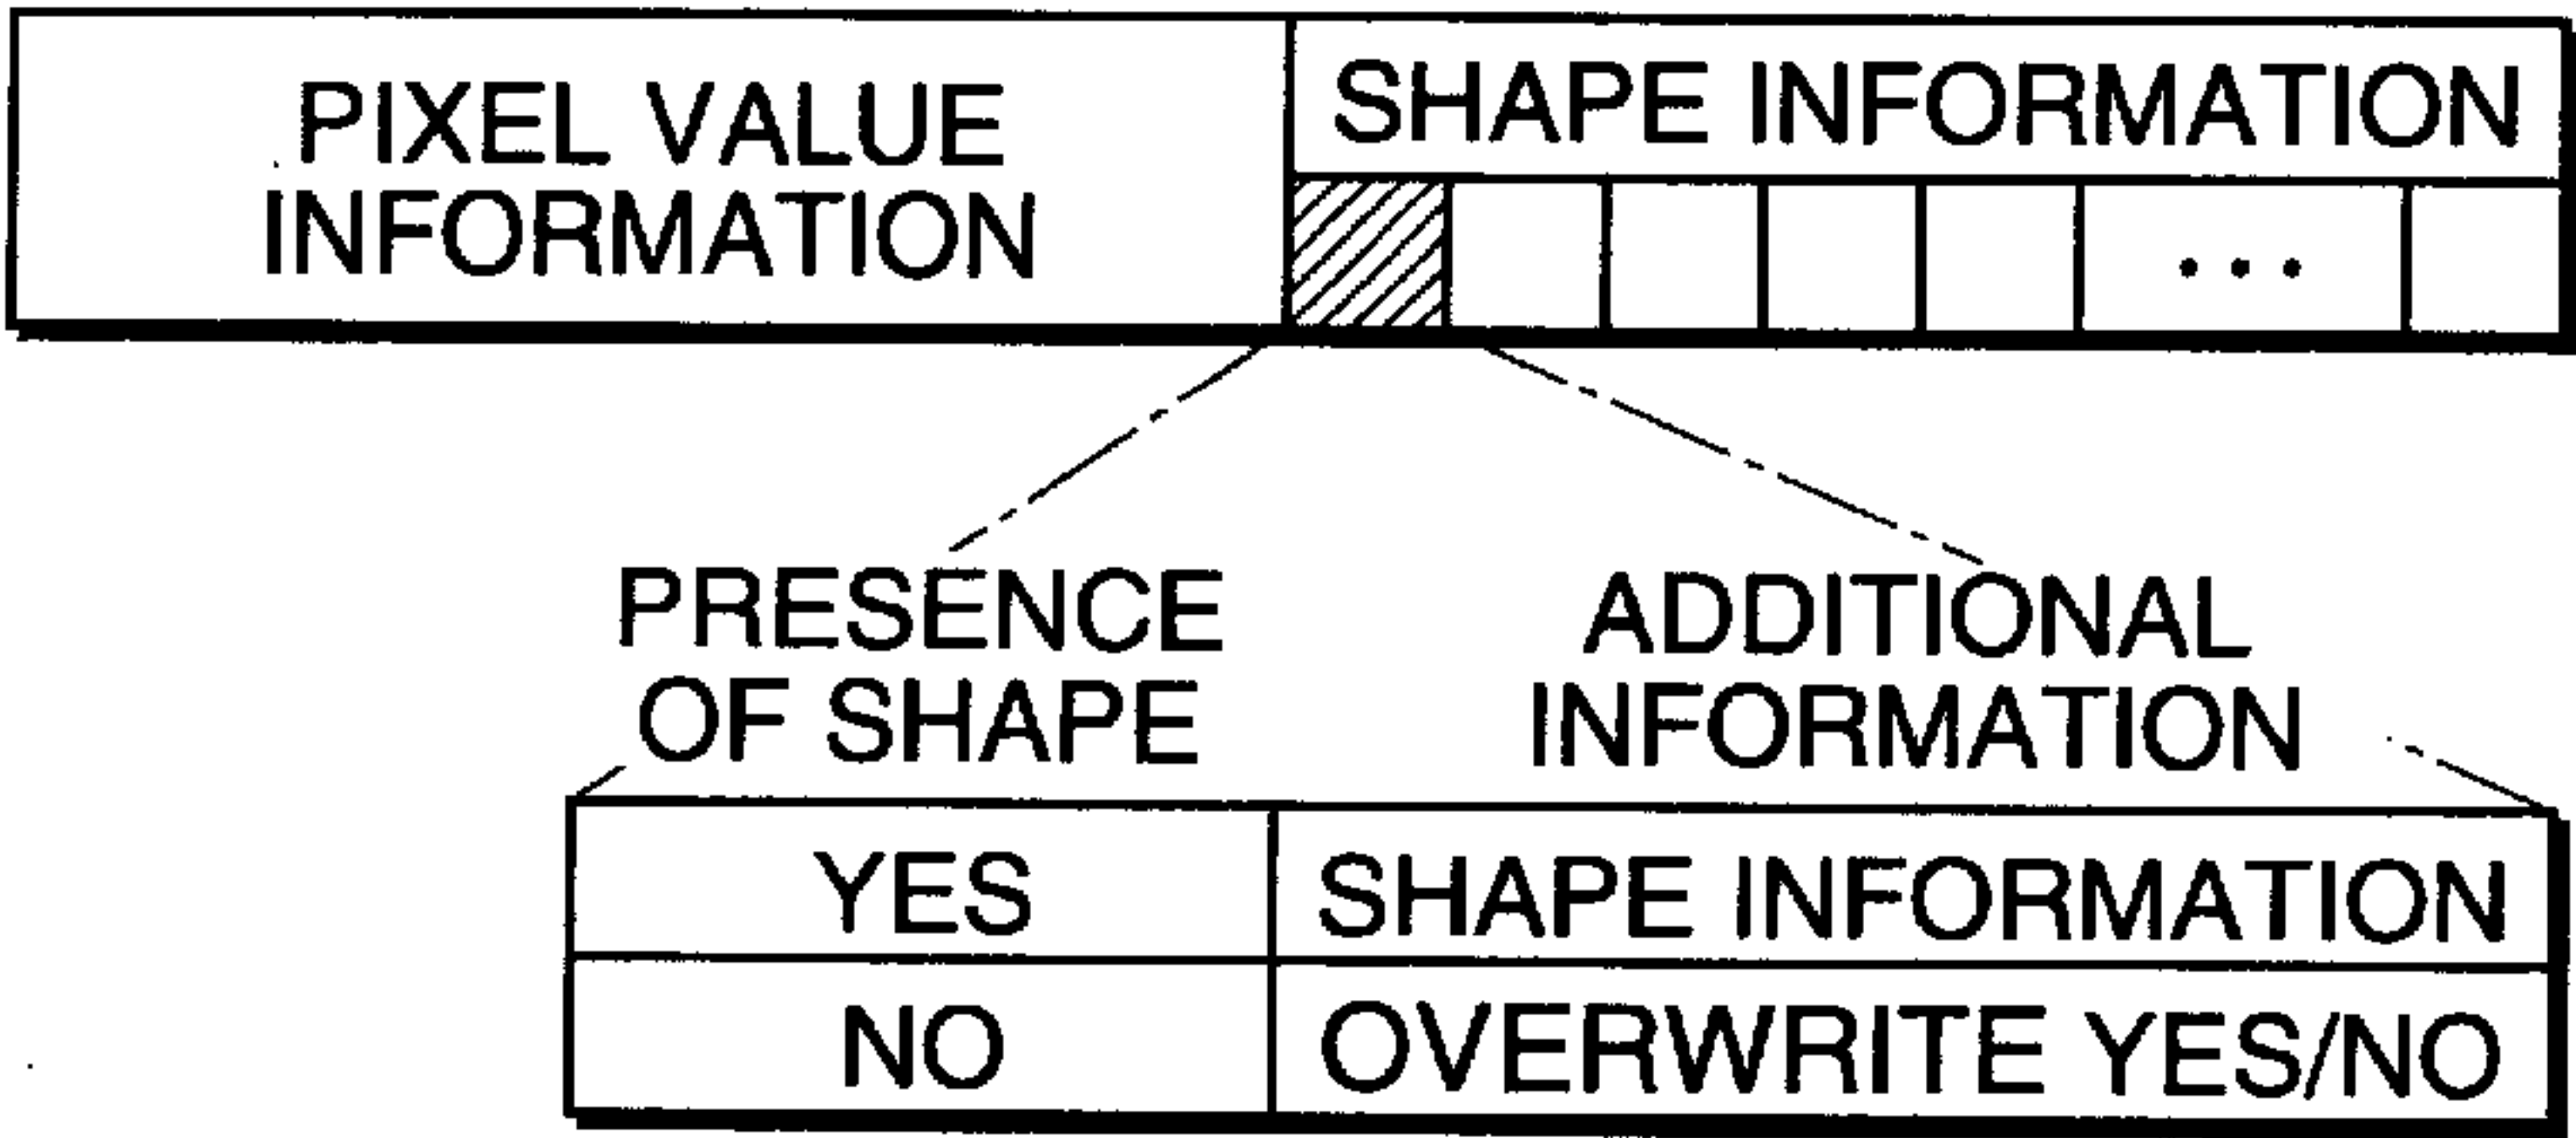 PIXEL VALUE
INFORMATION
SHAPE INFORMATION
...
PRESENCE
OF SHAPE
ADDITIONAL
INFORMATION
YES
SHAPE INFORMATION
NO
OVERWRITE YES/NO